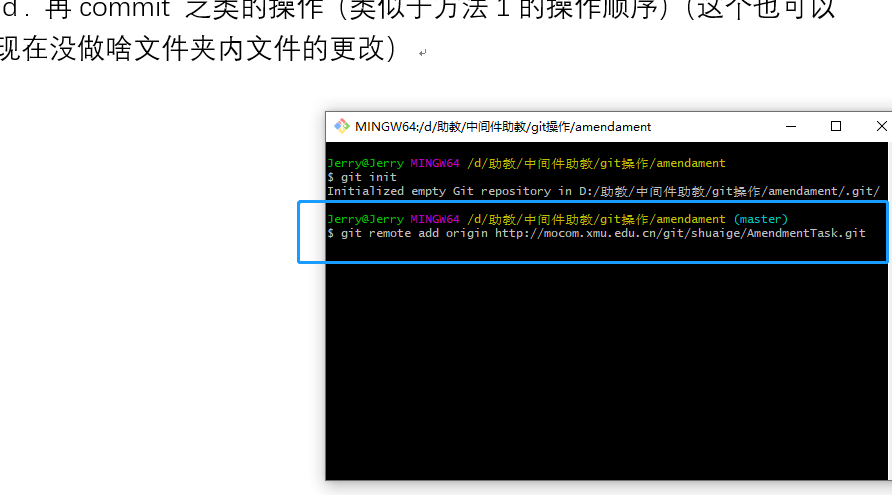 d．再 commit 之类的操作（类似于方法 1 的操作顺序）（这个也可以
现在没做啥文件夹内文件的更改）
MINGW64:/d/助教/中间件助教/git操作/amendament
Jerry@Jerry MINGW64 /d/助教/中间件助教/git操作/amendament
$ git init
Initialized empty Git repository in D:/助教/中间件助教/git操作/amendament/.git/
Jerry@Jerry MINGW64 /d/助教/中间件助教/git操作/amendament (master)
$ git remote add origin http://mocom.xmu.edu.cn/git/shuaige/AmendmentTask.git